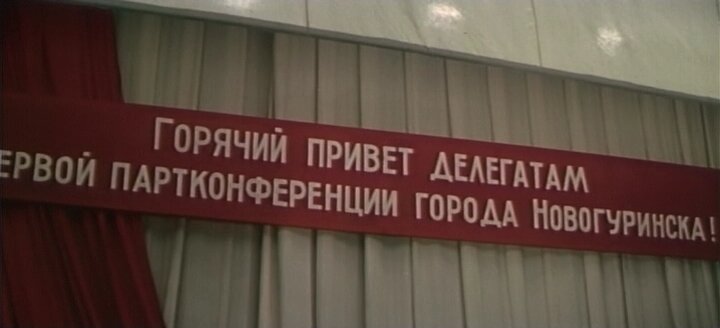 Горячий привет делегатам
ервой партконференции города Новогуринска!